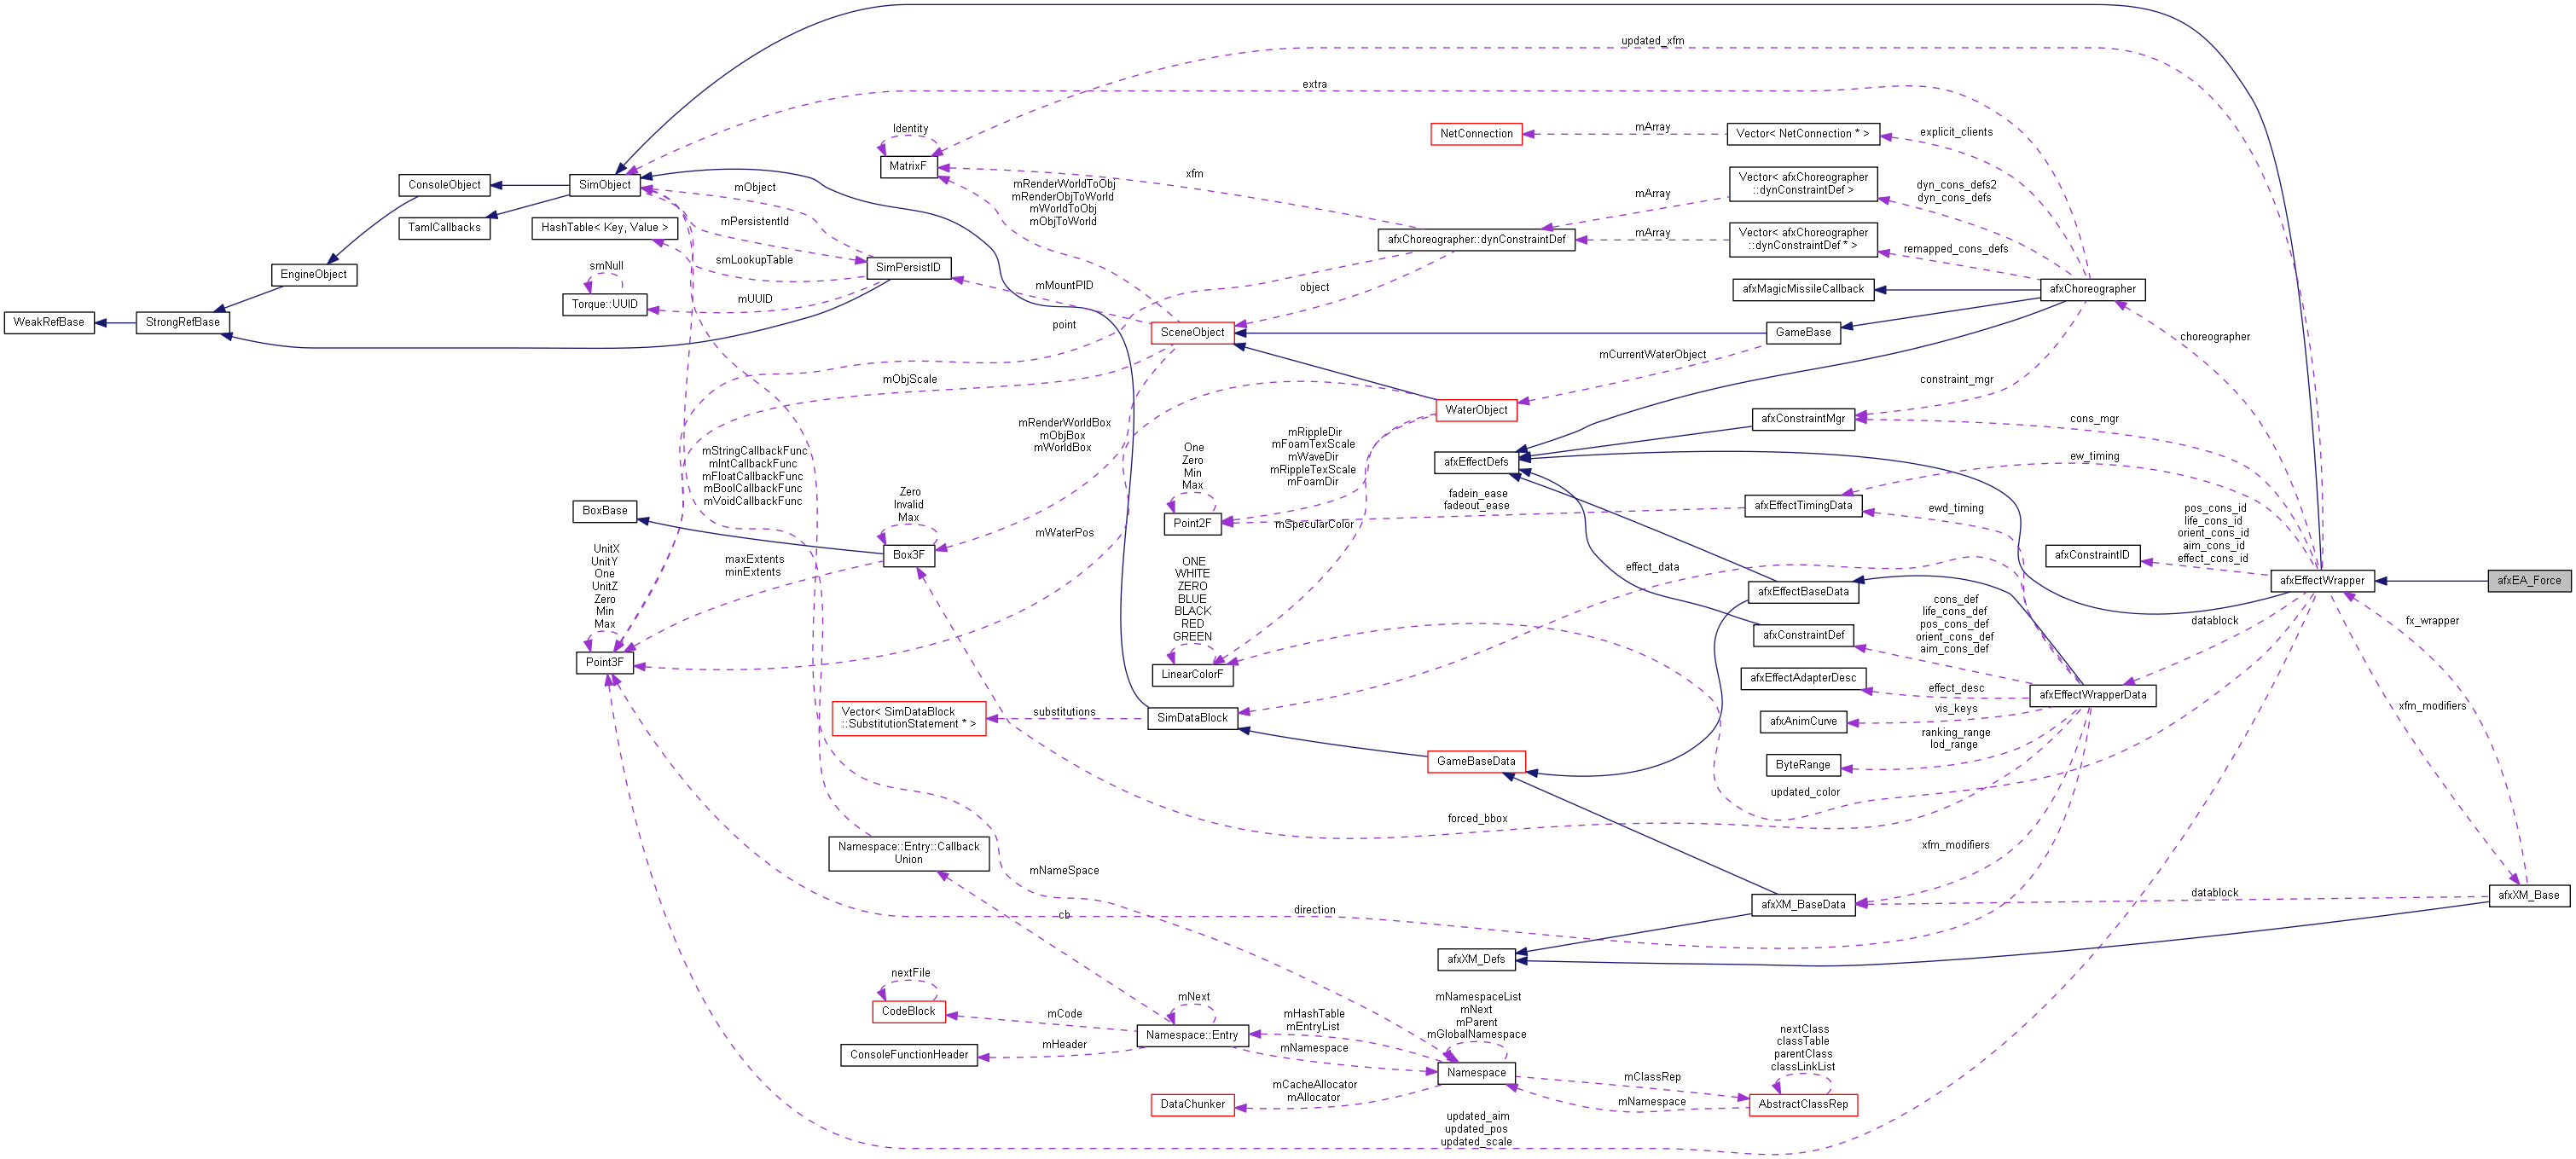 updated_xfm
extra
Identity
MatrixF
NetConnection
mArray
Vector< NetConnection * >
explicit_clients
ConsoleObject
SimObject
mObject
xfm
mRenderWorldToObj
mRenderObjToWorld
mWorldToObj
mObjToWorld
mArray
Vector< afxChoreographer
::dynConstraintDef >
dyn_cons_defs2
dyn_cons_defs
TamlCallbacks
HashTable< Key, Value >
mPersistentId
afxChoreographer::dynConstraintDef
mArray
Vector< afxChoreographer
::dynConstraintDef * >
remapped_cons_defs
EngineObject
smNull
smLookupTable
SimPersistID
Torque::UUID
mUUID
mMountPID
object
afxMagicMissileCallback
afxChoreographer
WeakRefBase
StrongRefBase
point
SceneObject
GameBase
choreographer
mCurrentWaterObject
mObjScale
constraint_mgr
WaterObject
mRenderWorldBox
mObjBox
mWorldBox
mRippleDir
mFoamTexScale
mWaveDir
mRippleTexScale
mFoamDir
afxConstraintMgr
cons_mgr
mStringCallbackFunc
mIntCallbackFunc
mFloatCallbackFunc
mBoolCallbackFunc
mVoidCallbackFunc
One
Zero
Min
Max
Point2F
afxEffectDefs
ew_timing
fadein_ease
fadeout_ease
afxEffectTimingData
ewd_timing
BoxBase
Zero
Invalid
Max
Box3F
mWaterPos
mSpecularColor
pos_cons_id
life_cons_id
orient_cons_id
aim_cons_id
effect_cons_id
afxConstraintID
afxEffectWrapper
afxEA_Force
UnitX
UnitY
One
UnitZ
Zero
Min
Max
Point3F
maxExtents
minExtents
ONE
WHITE
ZERO
BLUE
BLACK
RED
GREEN
LinearColorF
effect_data
afxEffectBaseData
afxConstraintDef
cons_def
life_cons_def
pos_cons_def
orient_cons_def
aim_cons_def
datablock
fx_wrapper
afxEffectAdapterDesc
effect_desc
afxEffectWrapperData
Vector< SimDataBlock
::SubstitutionStatement * >
substitutions
SimDataBlock
afxAnimCurve
vis_keys
xfm_modifiers
GameBaseData
ByteRange
ranking_range
lod_range
updated_color
forced_bbox
Namespace::Entry::Callback
Union
mNameSpace
xfm_modifiers
cb
direction
afxXM_BaseData
datablock
afxXM_Base
afxXM_Defs
nextFile
CodeBlock
mCode
mNext
Namespace::Entry
mHashTable
mEntryList
mNamespaceList
mNext
mParent
mGlobalNamespace
ConsoleFunctionHeader
mHeader
mNamespace
Namespace
nextClass
classTable
parentClass
classLinkList
mClassRep
DataChunker
mCacheAllocator
mAllocator
mNamespace
AbstractClassRep
updated_aim
updated_pos
updated_scale